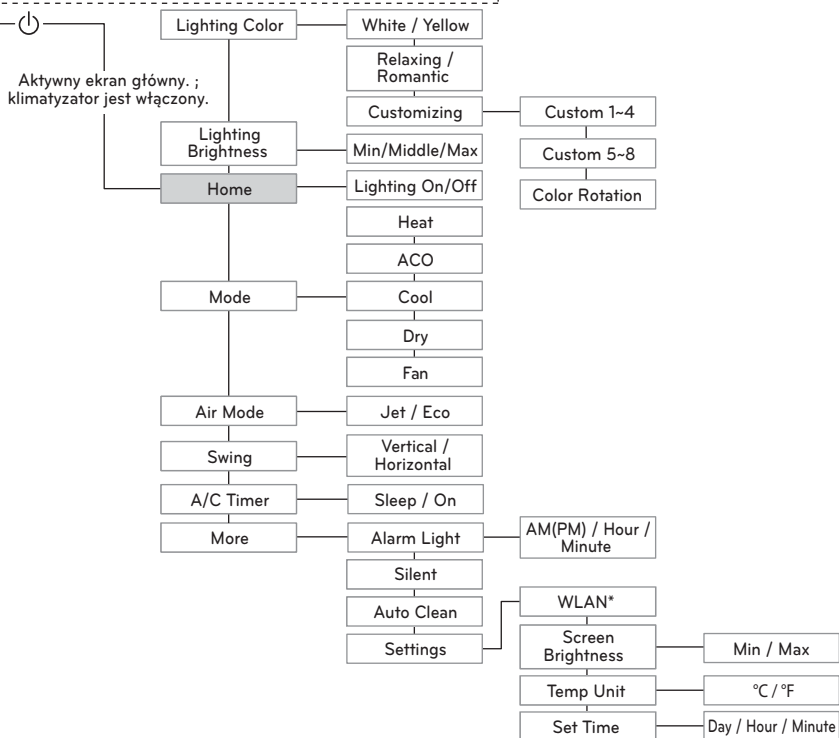 Aktywny ekran główny. ;
klimatyzator jest włączony.
Lighting Color
White / Yellow
Relaxing /
Romantic
Customizing
Custom 1~4
Custom 5~8
Color Rotation
Lighting
Brightness
Min/Middle/Max
Home
Lighting On/Off
Mode
Heat
ACO
Cool
Dry
Fan
Air Mode
Jet / Eco
Swing
Vertical /
Horizontal
A/C Timer
Sleep / On
More
Alarm Light
AM(PM) / Hour /
Minute
Silent
Auto Clean
Settings
WLAN*
Screen
Brightness
Min / Max
Temp Unit
°C / °F
Set Time
Day / Hour / Minute